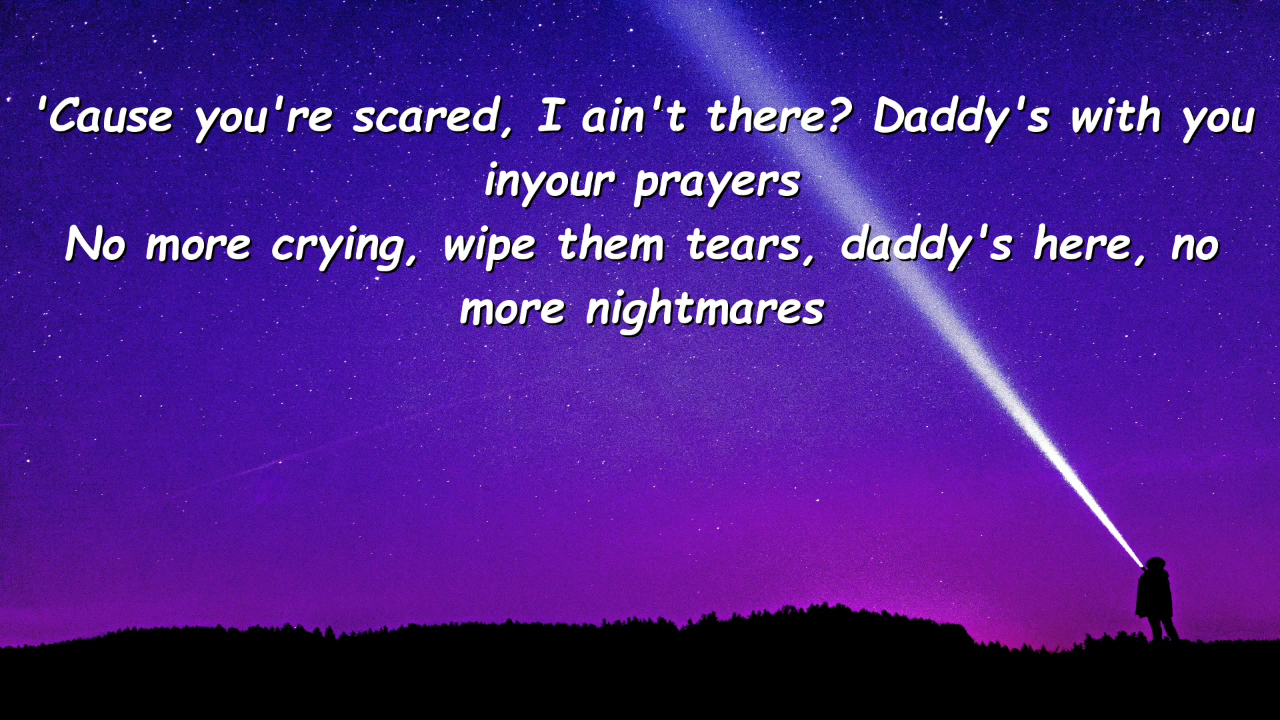 'Cause you're scared, I ain't there? Daddy's with you
inyour prayers
No more crying, wipe them tears, daddy's here, no
more nightmares